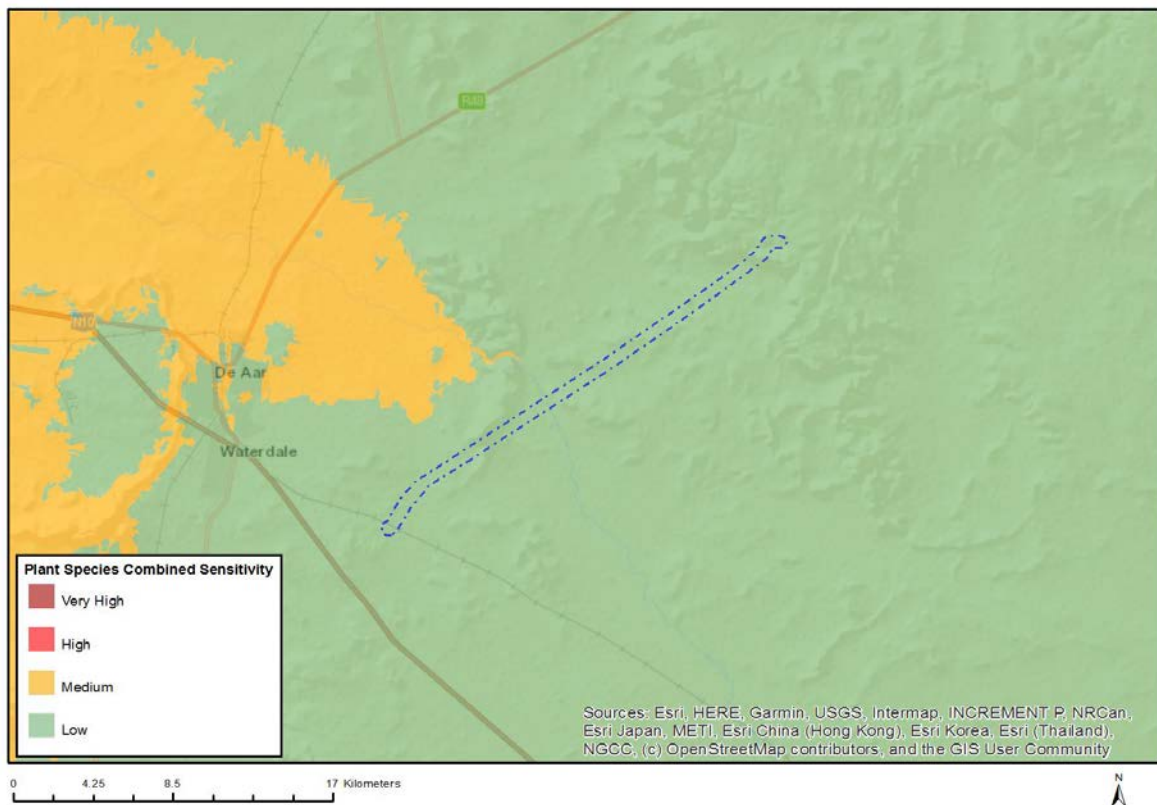 R48
N10
De Aar
Waterdale
Plant Species Combined Sensitivity
Very High
High
Medium
Low
Sources: Esri, HERE, Garmin, USGS, Intermap, INCREMENT P, NRCan,
Esri Japan, METI, Esri China (Hong Kong), Esri Korea, Esri (Thailand),
NGCC, (c) OpenStreetMap contributors, and the GIS User Community
0 4.25 8.5 17 Kilometers
N